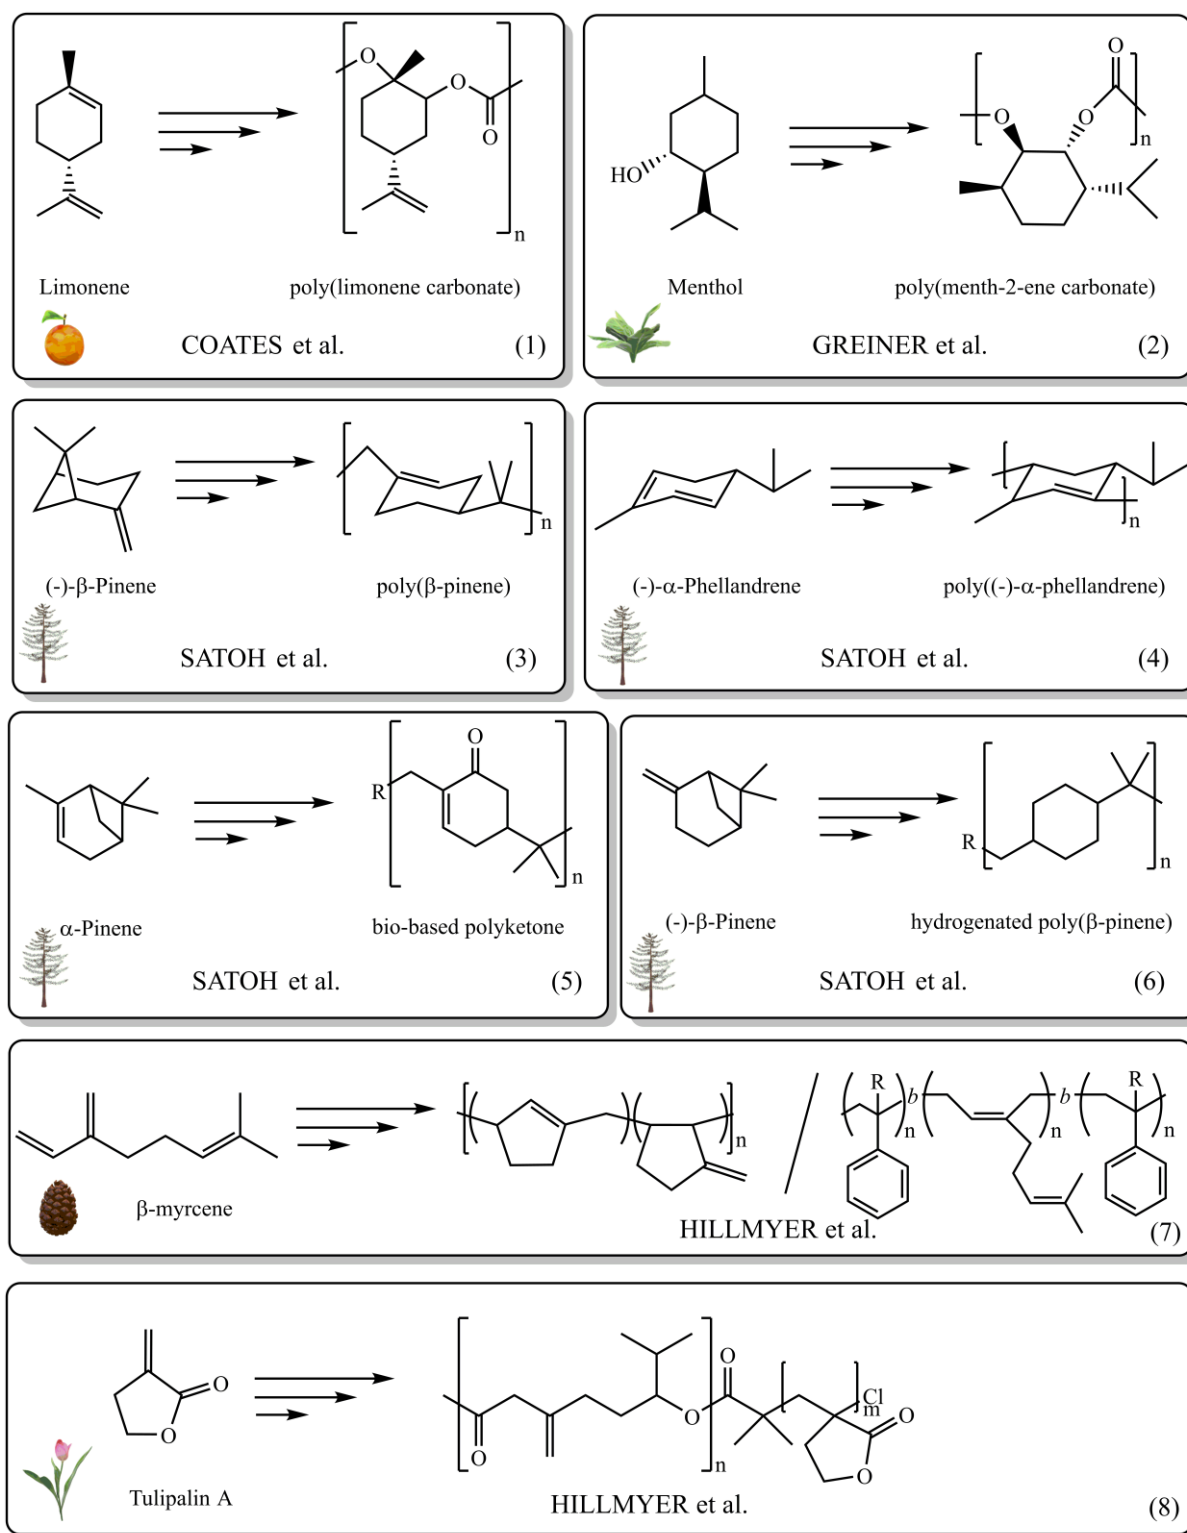 O
O
O
n
Limonene
poly(limonene carbonate)
COATES et al.
(1)
HO
O
O
O
n
Menthol
poly(menth-2-ene carbonate)
GREINER et al.
(2)
n
(-)-β-Pinene
poly(β-pinene)
SATOH et al.
(3)
n
(-)-α-Phellandrene
poly((-)-α-phellandrene)
SATOH et al.
(4)
O
R
n
α-Pinene
bio-based polyketone
SATOH et al.
(5)
R
n
(-)-β-Pinene
hydrogenated poly(β-pinene)
SATOH et al.
(6)
n
R
n
b
n
b
R
n
β-myrcene
HILLMYER et al.
(7)
O
O
O
O
n
O
m
Cl
O
O
Tulipalin A
HILLMYER et al.
(8)